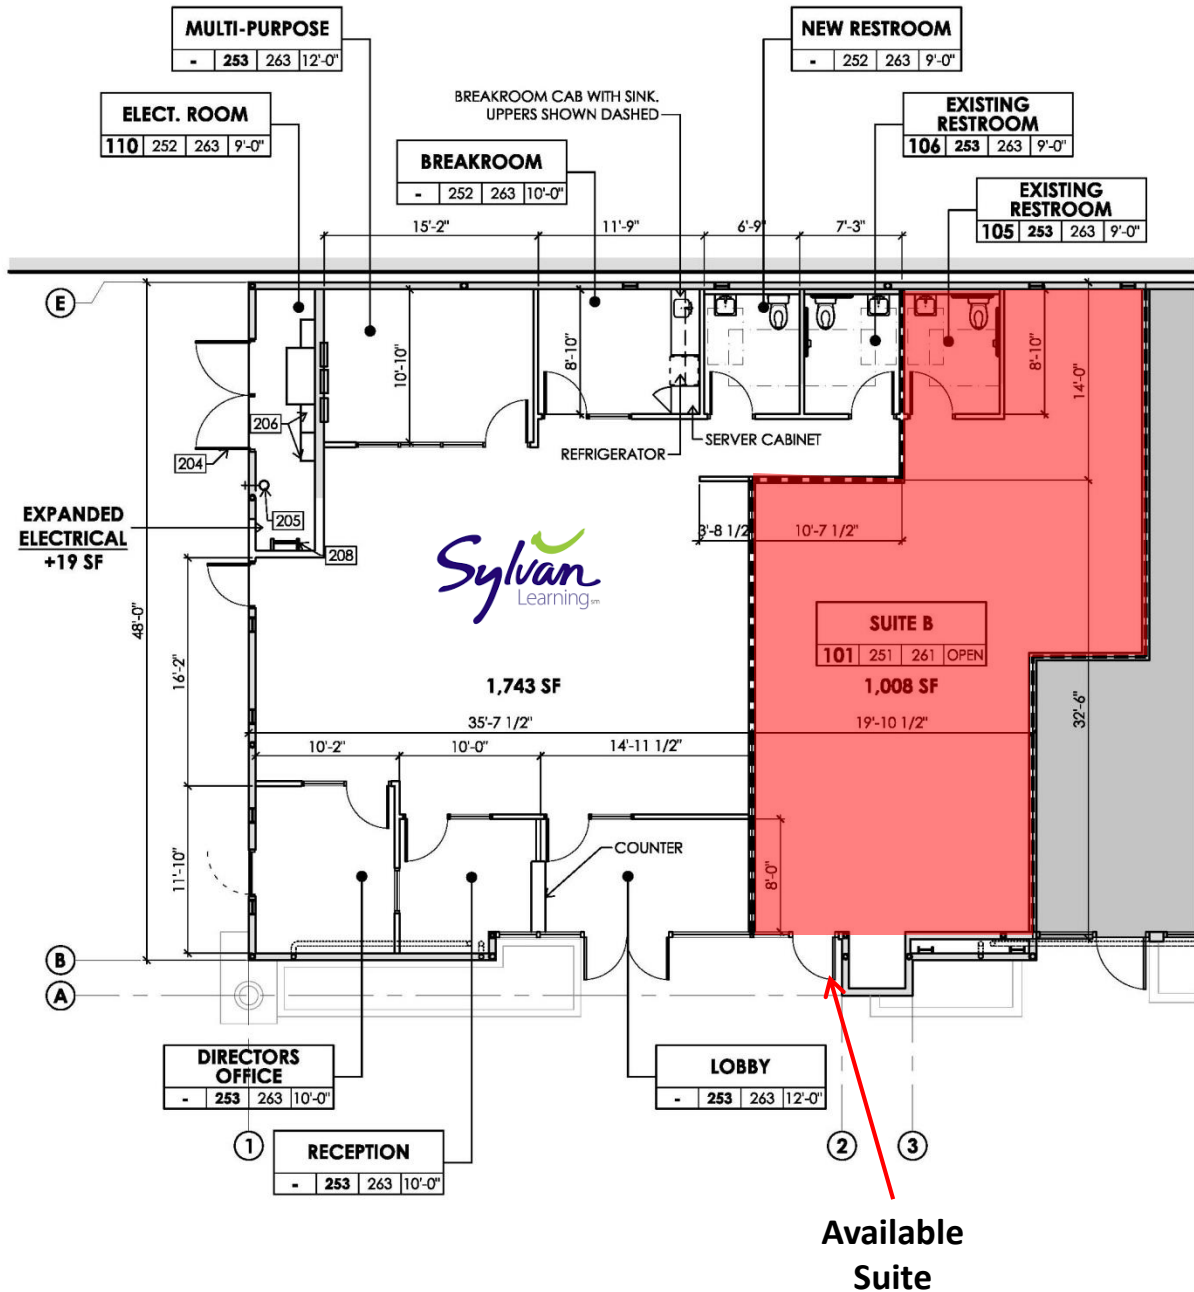 MULTI-PURPOSE
- 253 263 12'-0"
NEW RESTROOM
- 252 263 9'-0"
ELECT. ROOM
110 252 263 9'-0"
BREAKROOM CAB WITH SINK.
UPPERS SHOWN DASHED
EXISTING
RESTROOM
106 253 263 9'-0"
BREAKROOM
- 252 263 10'-0"
EXISTING
RESTROOM
105 253 263 9'-0"
15'-2" 11'-9" 6'-9" 7'-3"
E
10'-10"
8'-10"
8'-10"
14'-0"
206
204
REFRIGERATOR
SERVER CABINET
205
208
EXPANDED
ELECTRICAL
+19 SF
3'-8 1/2" 10'-7 1/2"
Sylvan
Learning sm
48'-0"
16'-2"
SUITE B
101 251 261 OPEN
1,743 SF
1,008 SF
32'-6"
35'-7 1/2" 19'-10 1/2"
10'-2" 10'-0" 14'-11 1/2"
11'-10"
COUNTER
8'-0"
B
A
DIRECTORS
OFFICE
- 253 263 10'-0"
LOBBY
- 253 263 12'-0"
1
2
3
RECEPTION
- 253 263 10'-0"
Available
Suite